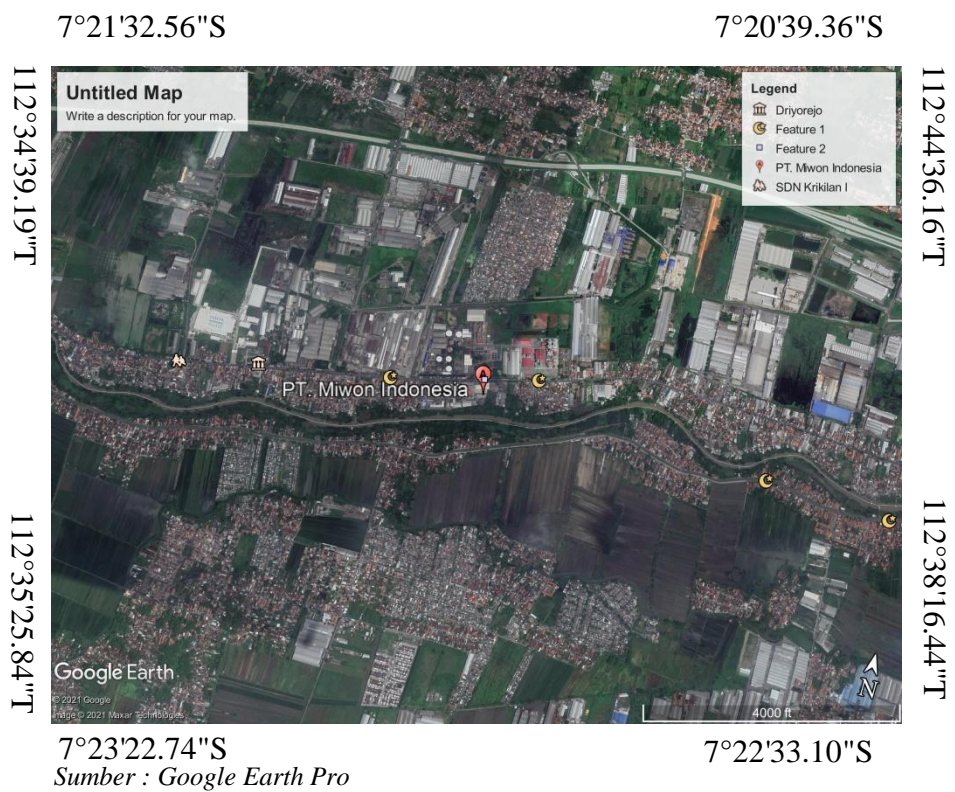 7°21'32.56"S
7°20'39.36"S
112°34'39.19"T
112°44'36.16"T
Untitled Map
Write a description for your map.
Legend
Driyorejo
Feature 1
Feature 2
PT. Miwon Indonesia
SDN Krikilan I
PT. Miwon Indonesia
112°35'25.84"T
112°38'16.44"T
Google Earth
© 2021 Google
Image © 2021 Maxar Technologies
N
4000 ft
7°23'22.74"S
7°22'33.10"S
Sumber : Google Earth Pro